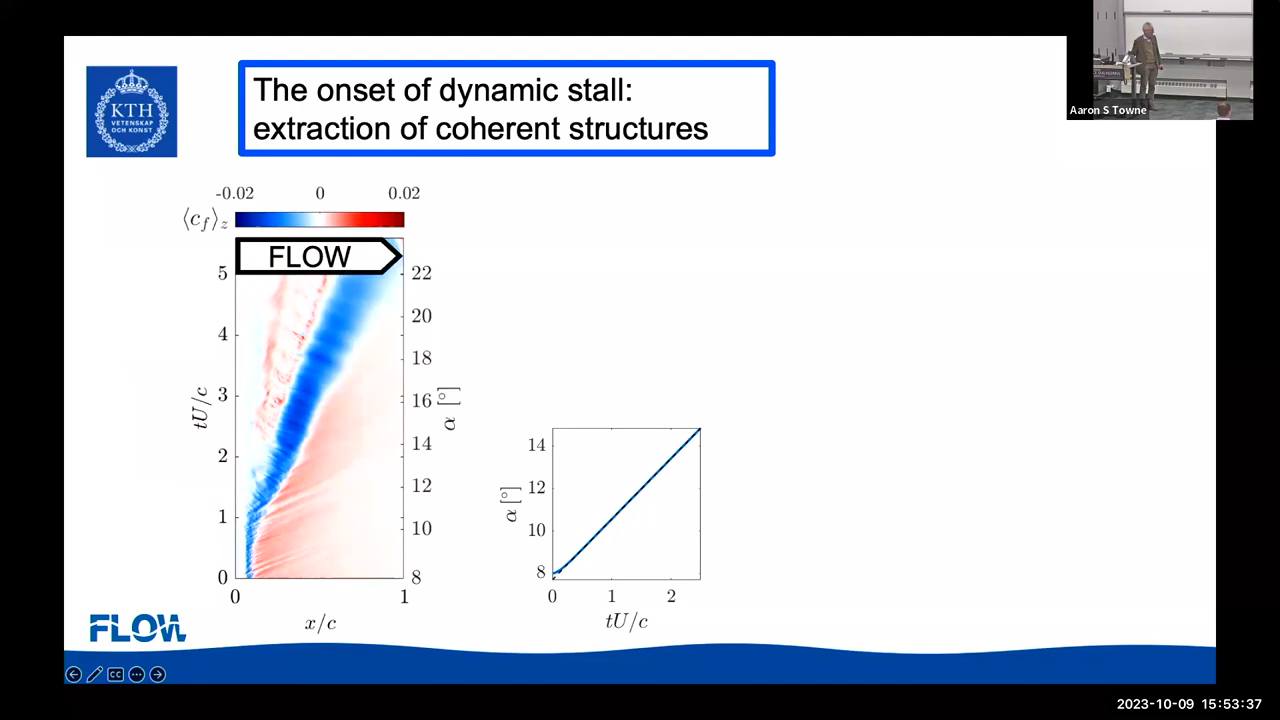 Aaron S Towne
KTH
VETENSKAP
OCH KONST
The onset of dynamic stall:
extraction of coherent structures
-0.02 0 0.02
⟨c_f⟩_z
FLOW
5 22
20
4
18
3 16
14
2
12
1
10
0 8
tU/c
α [°]
0 1
x/c
14
12
10
8
α [°]
0 1 2
tU/c
FLOW
CC
2023-10-09 15:53:37